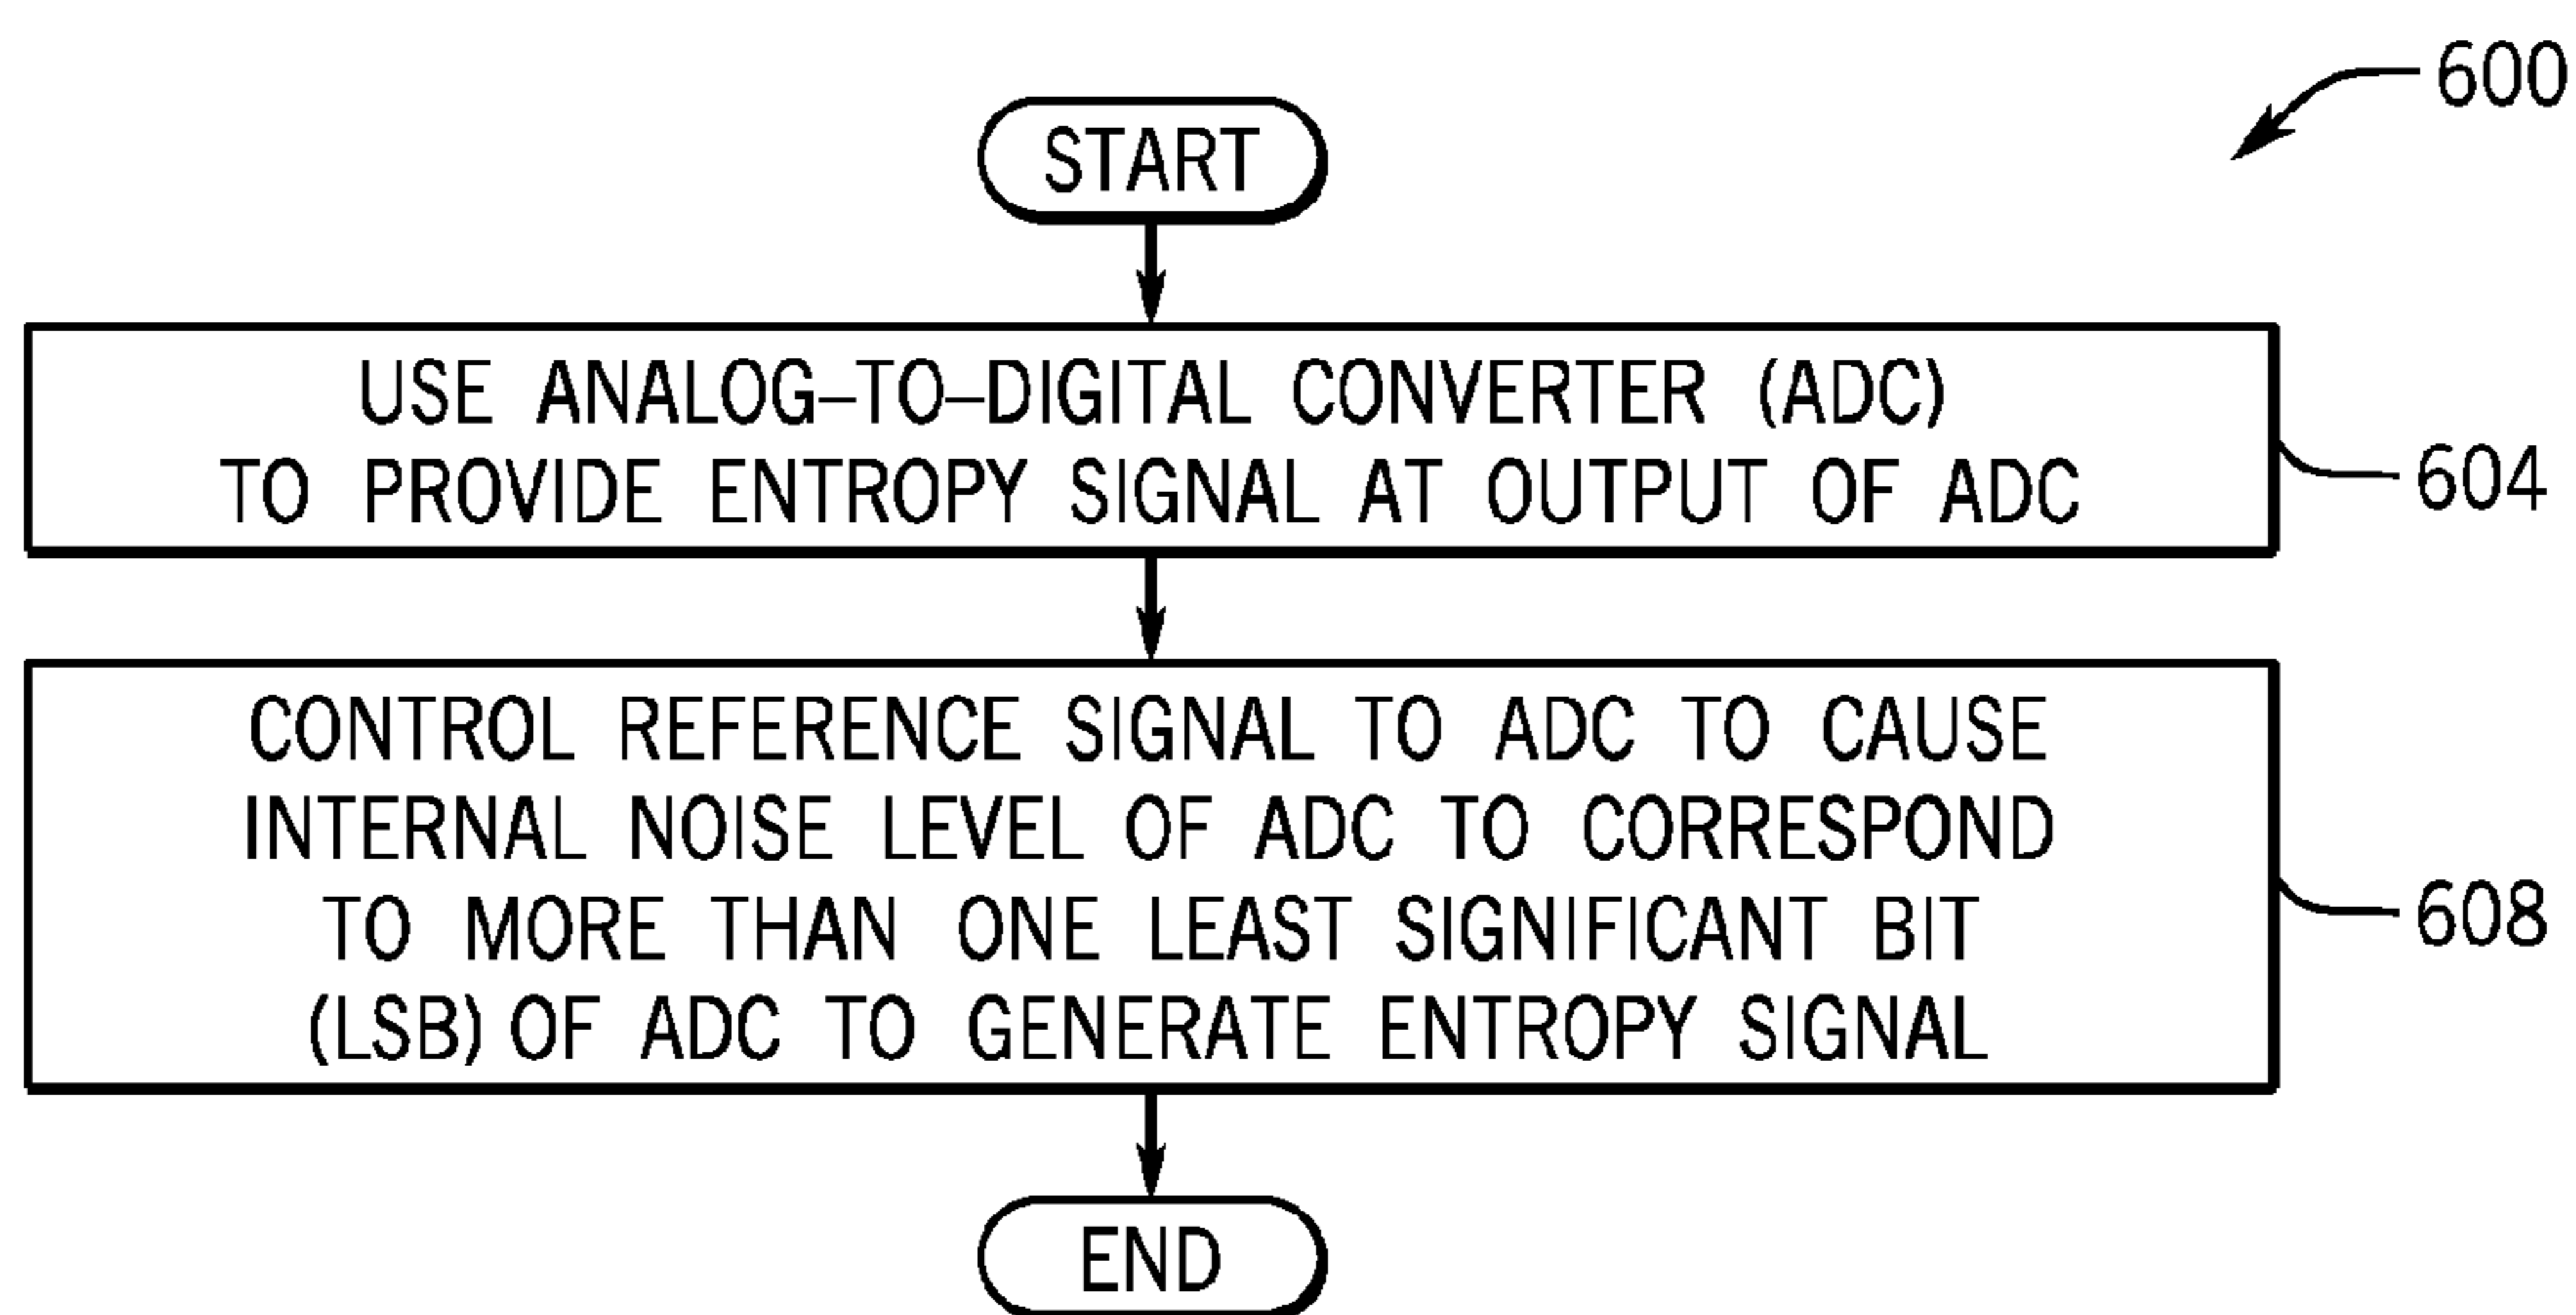 600
START
USE ANALOG–TO–DIGITAL CONVERTER (ADC)
TO PROVIDE ENTROPY SIGNAL AT OUTPUT OF ADC
604
CONTROL REFERENCE SIGNAL TO ADC TO CAUSE
INTERNAL NOISE LEVEL OF ADC TO CORRESPOND
TO MORE THAN ONE LEAST SIGNIFICANT BIT
(LSB) OF ADC TO GENERATE ENTROPY SIGNAL
608
END